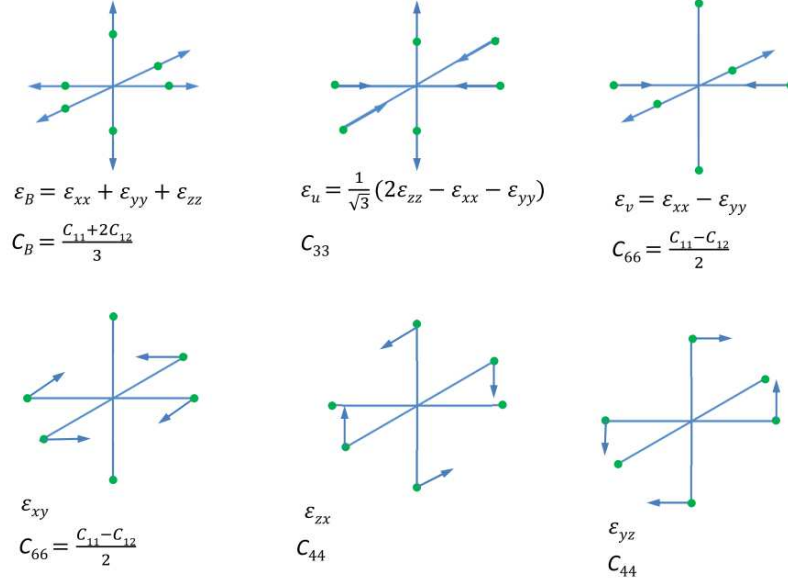 ε_B = ε_xx + ε_yy + ε_zz
C_B = (C_11+2C_12)/3
ε_u = 1/√3 (2ε_zz − ε_xx − ε_yy)
C_33
ε_v = ε_xx − ε_yy
C_66 = (C_11−C_12)/2
ε_xy
C_66 = (C_11−C_12)/2
ε_zx
C_44
ε_yz
C_44